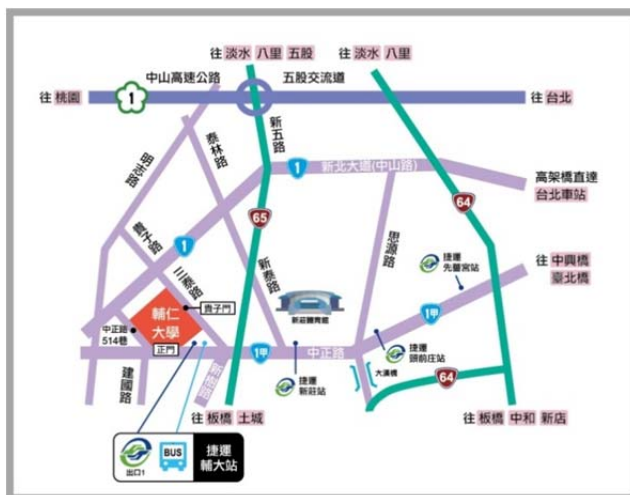 往 淡水 八里 五股
往 淡水 八里
中山高速公路
五股交流道
往 桃園
1
往 台北
明志路
泰林路
新五路
1
新北大道(中山路)
高架橋直達
台北車站
貴子路
1
65
64
思源路
捷運
先嗇宮站
往 中興橋
臺北橋
三泰路
新泰路
輔仁
大學
貴子門
新莊體育館
1甲
中正路
514巷
正門
1甲
中正路
捷運
頭前庄站
建國路
捷運
新莊站
大漢橋
64
往 板橋 土城
往 板橋 中和 新店
出口1
BUS
捷運
輔大站